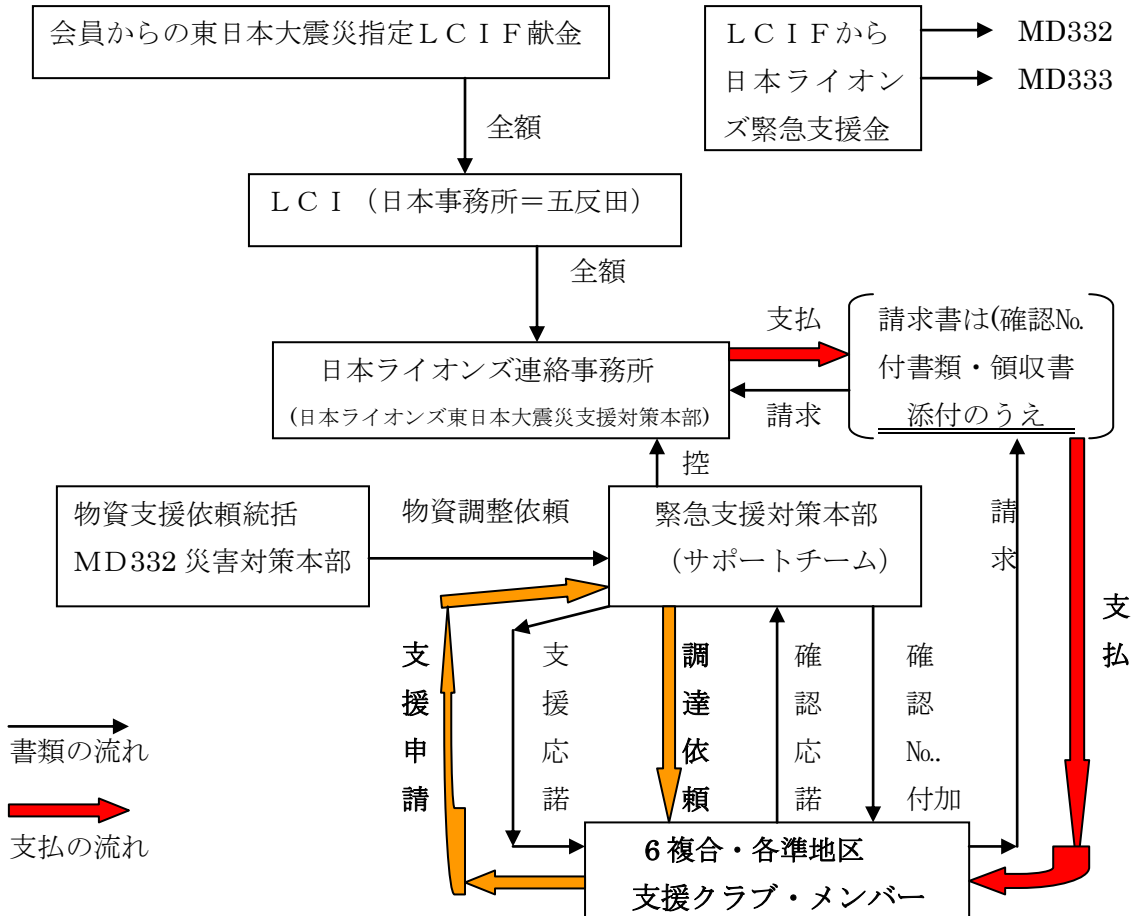 会員からの東日本大震災指定ＬＣＩＦ献金
ＬＣＩＦから
日本ライオン
ズ緊急支援金
MD332
MD333
全額
ＬＣＩ（日本事務所＝五反田）
全額
日本ライオンズ連絡事務所
(日本ライオンズ東日本大震災支援対策本部)
支払
請求
請求書は(確認№
付書類・領収書
添付のうえ
控
物資支援依頼統括
ＭＤ332 災害対策本部
物資調整依頼
緊急支援対策本部
（サポートチーム）
請求
支払
支援申請
支援応諾
調達依頼
確認応諾
確認№..付加
書類の流れ
支払の流れ
６複合・各準地区
支援クラブ・メンバー